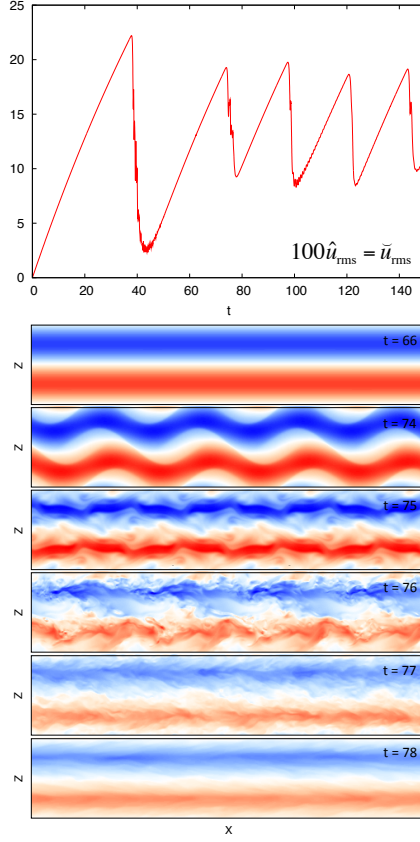 25
20
15
10
5
0
0 20 40 60 80 100 120 140
t
100û_rms = ŭ_rms
z
t = 66
z
t = 74
z
t = 75
z
t = 76
z
t = 77
z
t = 78
x